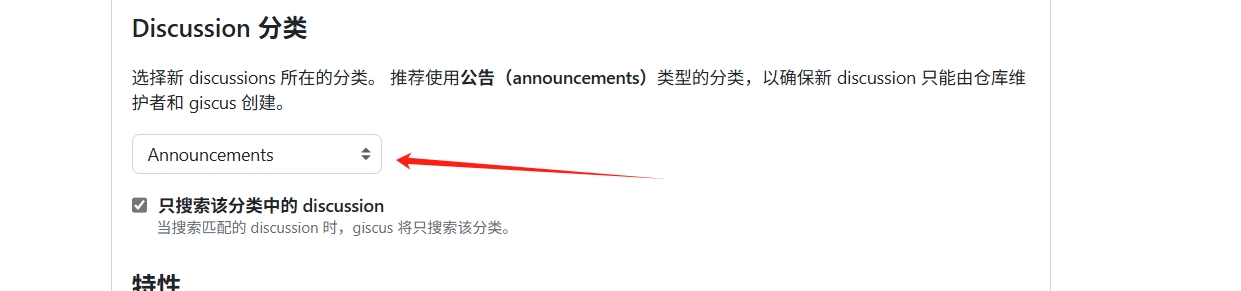 Discussion 分类
选择新 discussions 所在的分类。 推荐使用公告（announcements）类型的分类，以确保新 discussion 只能由仓库维
护者和 giscus 创建。
Announcements
只搜索该分类中的 discussion
当搜索匹配的 discussion 时，giscus 将只搜索该分类。
特性